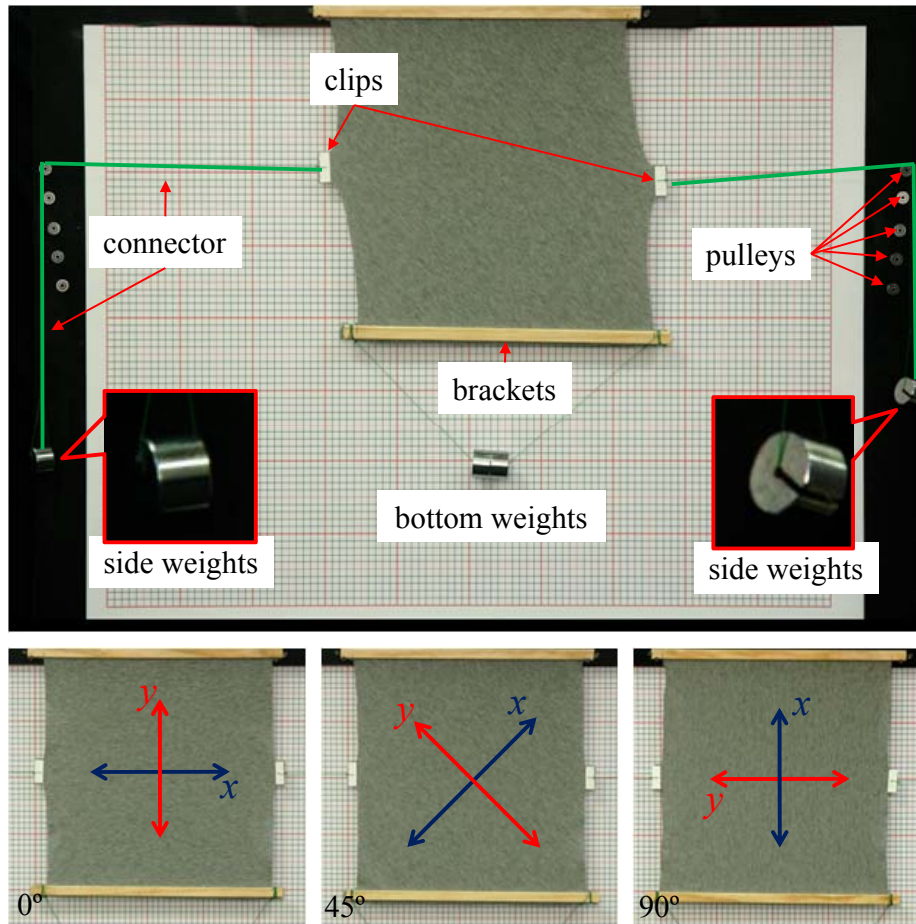 clips
connector
pulleys
brackets
bottom weights
side weights
side weights
y
x
0º
y
x
45º
x
y
90º